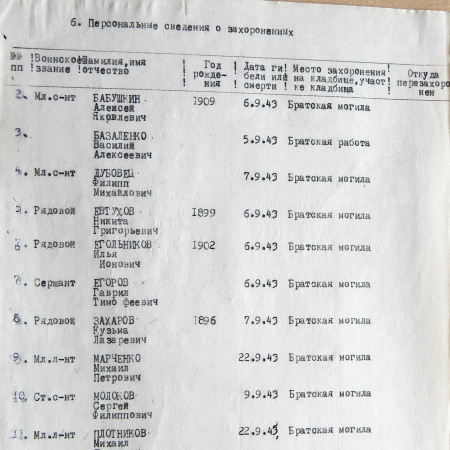 6. Персональные сведения о захороненных
№№ !Воинское!Фамилия,имя ! Год ! Дата ги ! Место захоронения ! Откуда
пп !звание !отчество ! рожде- ! бели или ! на кладбище,участ ! перезахоро
! ния ! смерти ! ке кладбища ! нен
2. Мл.с-нт БАБУШКИН 1909 6.9.43 Братская могила
Алексей
Яковлевич
3. БАЗАЛЕНКО 5.9.43 Братская работа
Василий
Алексеевич
4. Мл.с-нт ДУБОВЕЦ 7.9.43 Братская могила
Филипп
Михайлович
5. Рядовой ЕВТУХОВ 1899 6.9.43 Братская могила
Никита
Григорьевич
6. Рядовой ЕГОЛЬНИКОВ 1902 6.9.43 Братская могила
Илья
Ионович
7. Сержант ЕГОРОВ 6.9.43 Братская могила
Гаврил
Тимофеевич
8. Рядовой ЗАХАРОВ 1896 7.9.43 Братская могила
Кузьма
Лазаревич
9. Мл.л-нт МАРЧЕНКО 22.9.43 Братская могила
Михаил
Петрович
10. Ст.с-нт МОЛОКОВ 9.9.43 Братская могила
Сергей
Филиппович
11. Мл.л-нт ПЛОТНИКОВ 22.9.43 Братская могила
Михаил